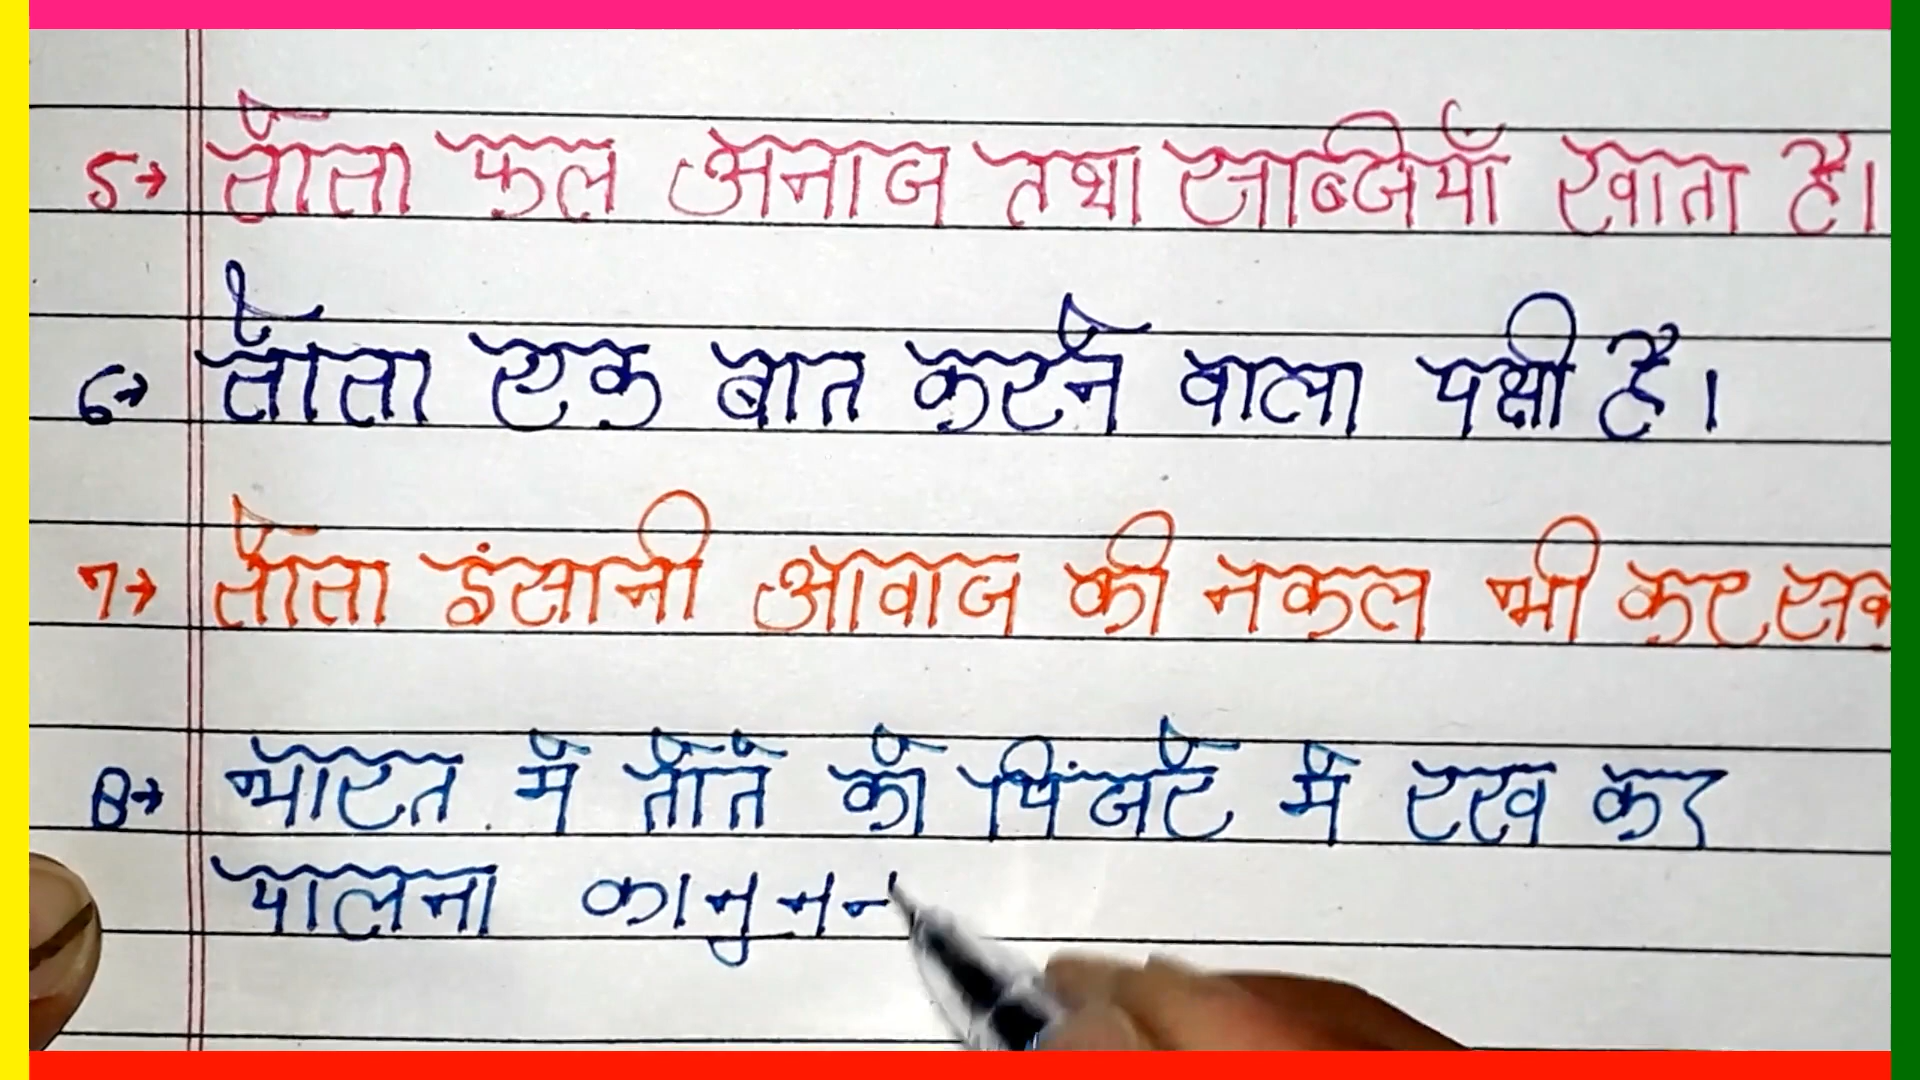 5→ तोता फल अनाज तथा सब्जियाँ खाता है।
6→ तोता एक बात करने वाला पक्षी है।
7→ तोता इंसानी आवाज की नकल भी कर सक
8→ भारत में तोते को पिंजरे में रख कर
पालना कानुनन